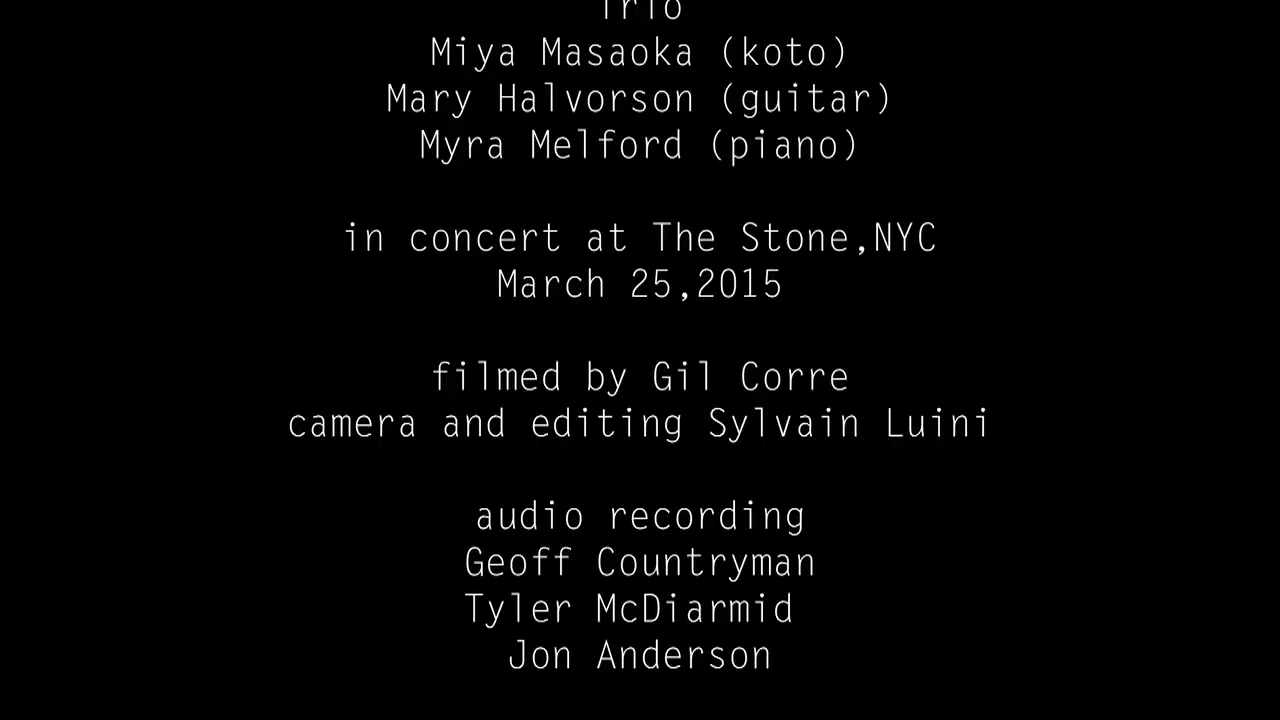 Trio
Miya Masaoka (koto)
Mary Halvorson (guitar)
Myra Melford (piano)
in concert at The Stone,NYC
March 25,2015
filmed by Gil Corre
camera and editing Sylvain Luini
audio recording
Geoff Countryman
Tyler McDiarmid
Jon Anderson